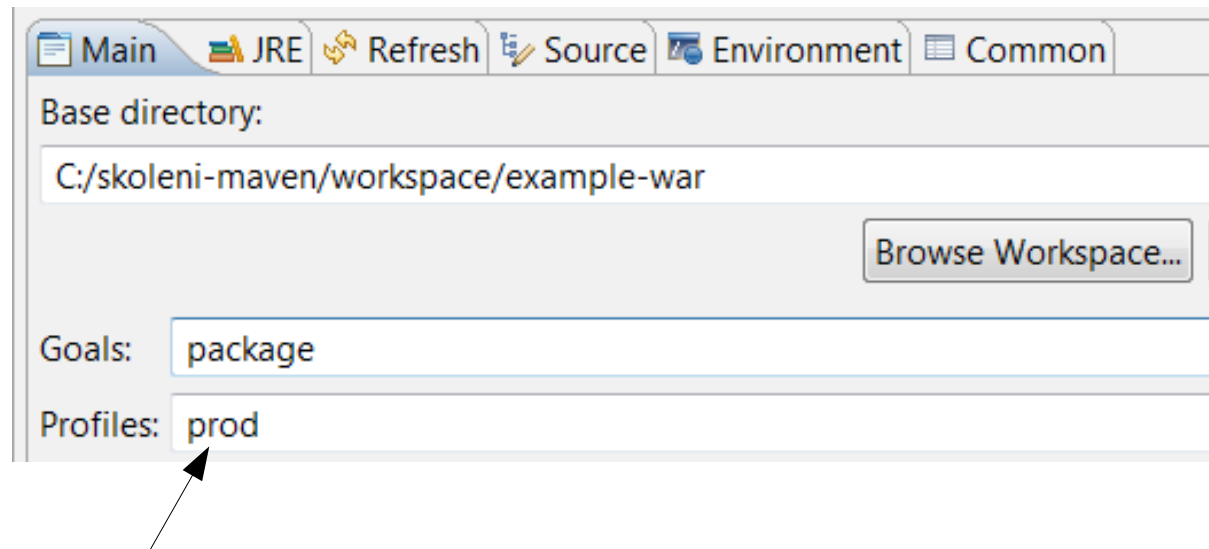 Main JRE Refresh Source Environment Common
Base directory:
C:/skoleni-maven/workspace/example-war
Browse Workspace...
Goals: package
Profiles: prod